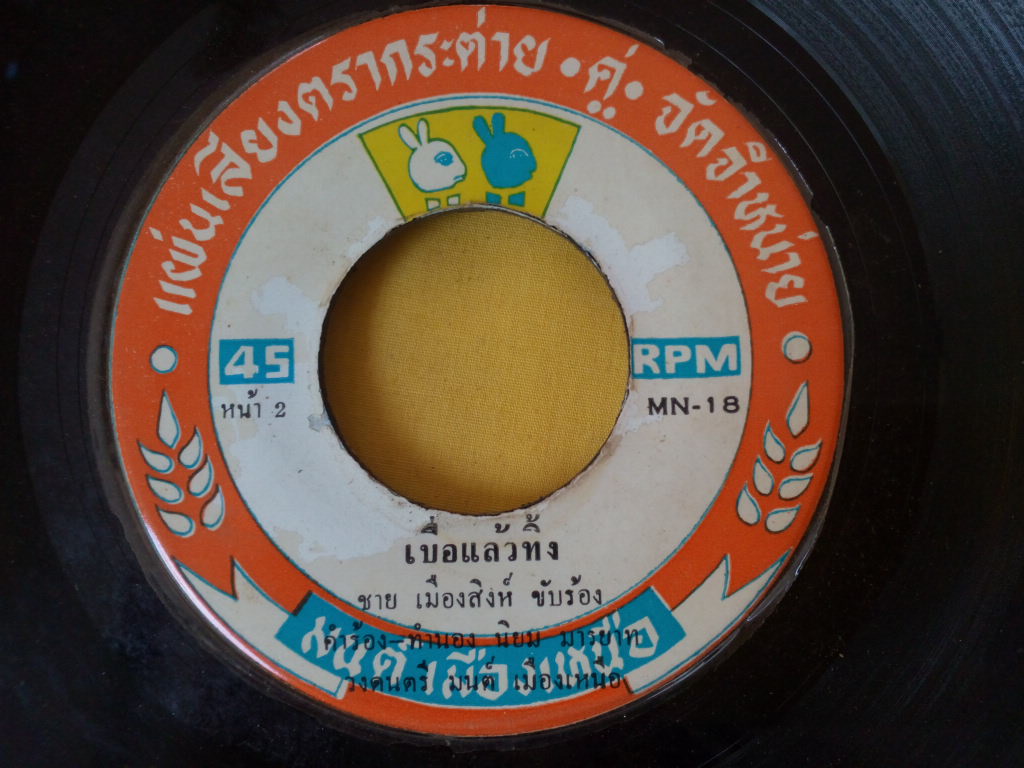 แผ่นเสียงตรากระต่าย • คู่ • จัดจำหน่าย
45 RPM
หน้า 2
MN-18
เบื่อแล้วทิ้ง
ชาย เมืองสิงห์ ขับร้อง
คำร้อง-ทำนอง นิยม มารยาท
วงดนตรี มนต์ เมืองเหนือ
มนต์ เมืองเหนือ